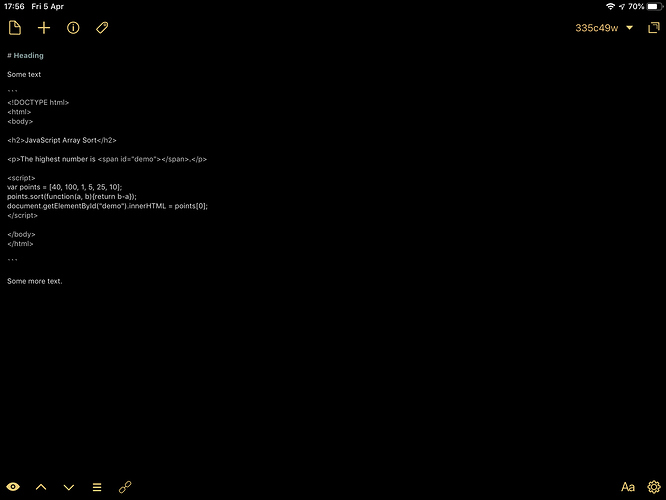 17:56 Fri 5 Apr 70%
335c49w
# Heading
Some text
```
<!DOCTYPE html>
<html>
<body>
<h2>JavaScript Array Sort</h2>
<p>The highest number is <span id="demo"></span>.</p>
<script>
var points = [40, 100, 1, 5, 25, 10];
points.sort(function(a, b){return b-a});
document.getElementById("demo").innerHTML = points[0];
</script>
</body>
</html>
```
Some more text.
Aa